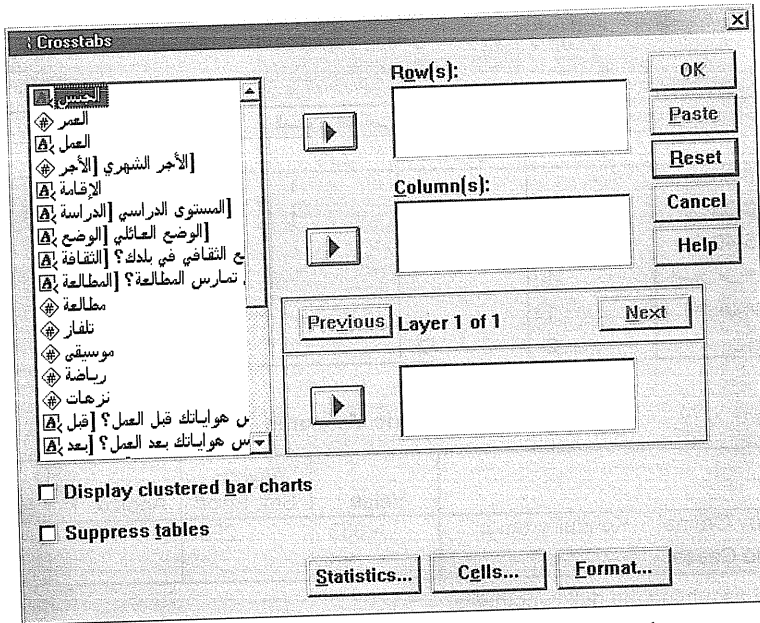 Crosstabs
الجنس
العمر
العمل
الأجر الشهري [الأجر
الإقامة
المستوى الدراسي [الدراسة
الوضع العائلي [الوضع
ع الثقافي في بلدك؟ [الثقافة
تمارس المطالعة؟ [المطالعة
مطالعة
تلفاز
موسيقى
رياضة
نزهات
س هواياتك قبل العمل؟ [قبل
س هواياتك بعد العمل؟ [بعد
Row(s):
Column(s):
Previous Layer 1 of 1 Next
OK
Paste
Reset
Cancel
Help
Display clustered bar charts
Suppress tables
Statistics... Cells... Format...